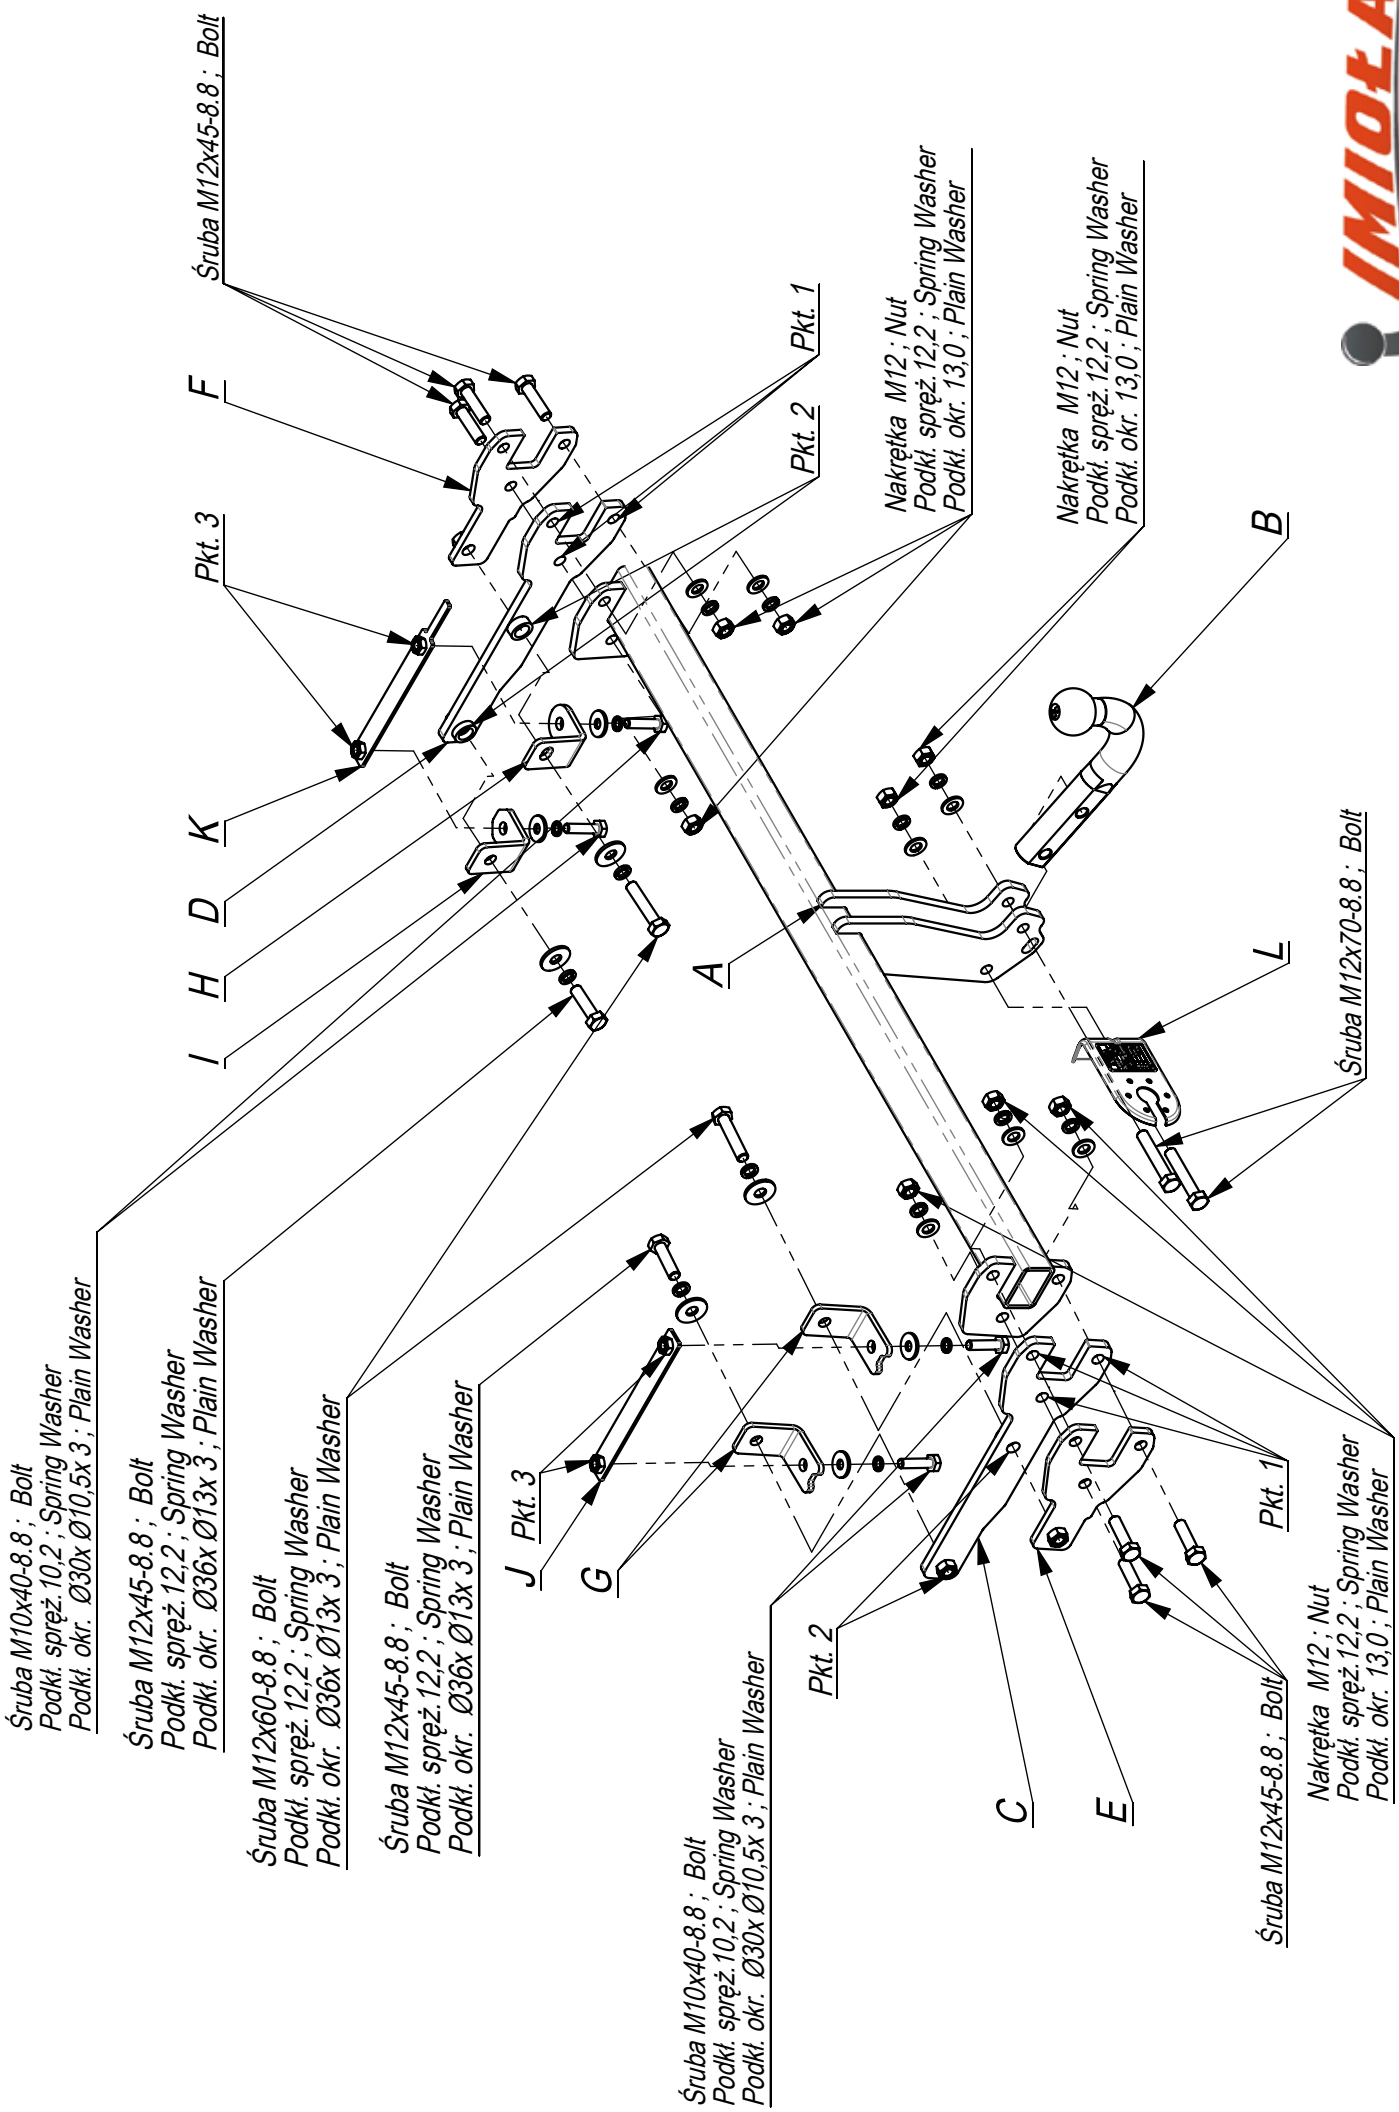 Śruba M10x40-8.8 ; Bolt
Podkł. spręż.10,2 ; Spring Washer
Podkł. okr. Ø30x Ø10,5x 3 ; Plain Washer
Śruba M12x45-8.8 ; Bolt
Podkł. spręż.12,2 ; Spring Washer
Podkł. okr. Ø36x Ø13x 3 ; Plain Washer
Śruba M12x60-8.8 ; Bolt
Podkł. spręż.12,2 ; Spring Washer
Podkł. okr. Ø36x Ø13x 3 ; Plain Washer
Śruba M12x45-8.8 ; Bolt
Podkł. spręż.12,2 ; Spring Washer
Podkł. okr. Ø36x Ø13x 3 ; Plain Washer
J
Pkt. 3
G
Śruba M10x40-8.8 ; Bolt
Podkł. spręż.10,2 ; Spring Washer
Podkł. okr. Ø30x Ø10,5x 3 ; Plain Washer
Pkt. 2
C
E
Śruba M12x45-8.8 ; Bolt
Pkt. 1
Nakrętka M12 ; Nut
Podkł. spręż.12,2 ; Spring Washer
Podkł. okr. 13,0 ; Plain Washer
I
H
D
K
Pkt. 3
F
Śruba M12x45-8.8 ; Bolt
A
Pkt. 2
Pkt. 1
Nakrętka M12 ; Nut
Podkł. spręż.12,2 ; Spring Washer
Podkł. okr. 13,0 ; Plain Washer
Nakrętka M12 ; Nut
Podkł. spręż.12,2 ; Spring Washer
Podkł. okr. 13,0 ; Plain Washer
B
L
Śruba M12x70-8.8 ; Bolt
IMIOŁA